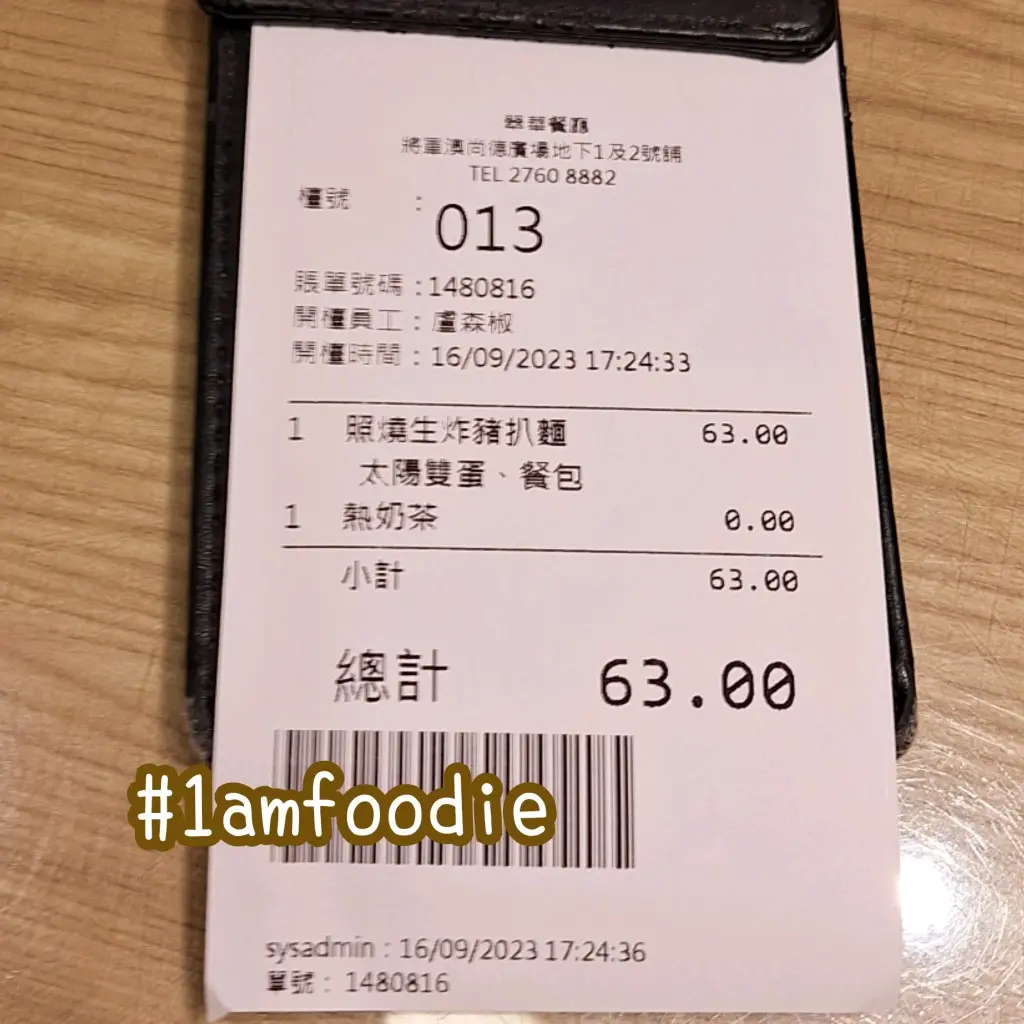 翠華餐廳
將軍澳尚德廣場地下1及2號舖
TEL 2760 8882
檯號 : 013
賬單號碼 : 1480816
開檯員工 : 盧森椒
開檯時間 : 16/09/2023 17:24:33
1 照燒生炸豬扒麵 63.00
太陽雙蛋、餐包
1 熱奶茶 0.00
小計 63.00
總計 63.00
#1amfoodie
sysadmin : 16/09/2023 17:24:36
單號 : 1480816